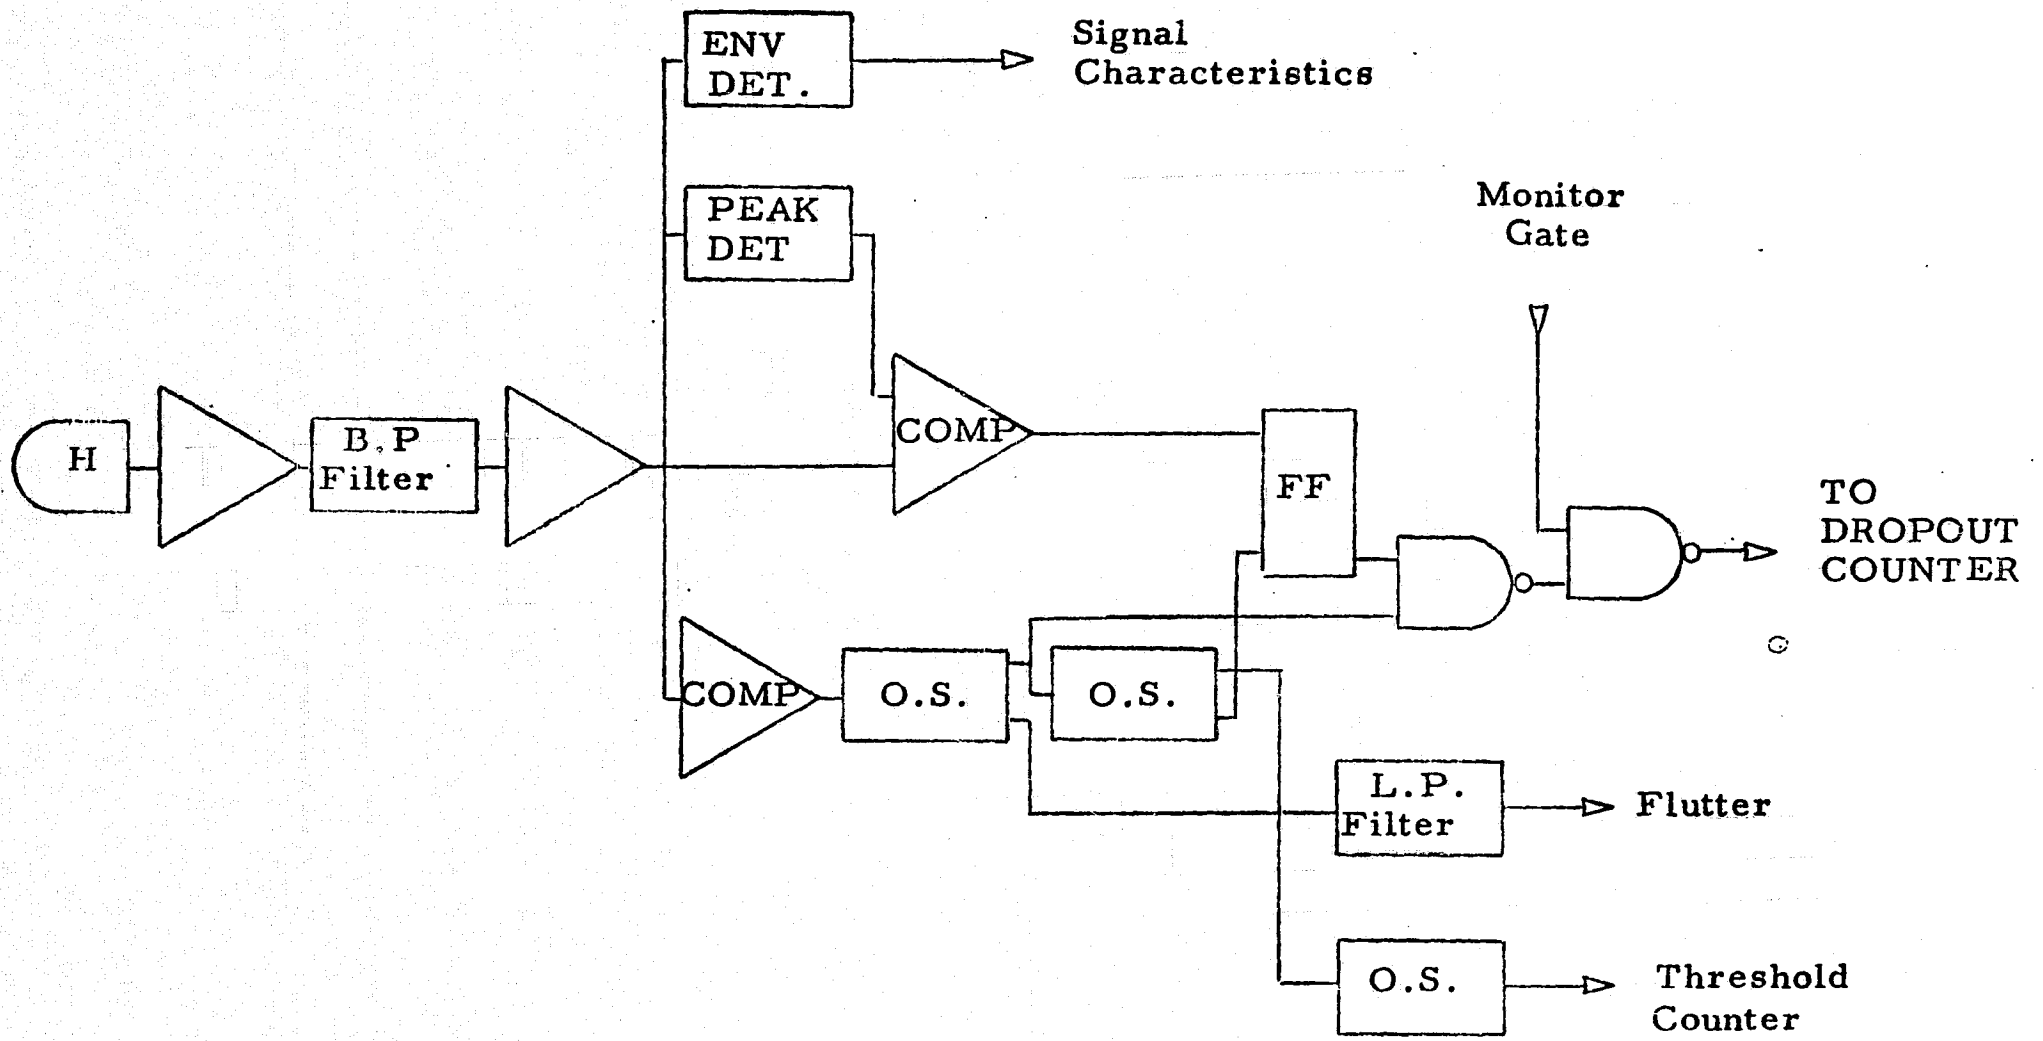 ENV
DET.
Signal
Characteristics
PEAK
DET
Monitor
Gate
H
B.P
Filter
COMP
FF
TO
DROPOUT
COUNTER
COMP
O.S.
O.S.
L.P.
Filter
Flutter
O.S.
Threshold
Counter